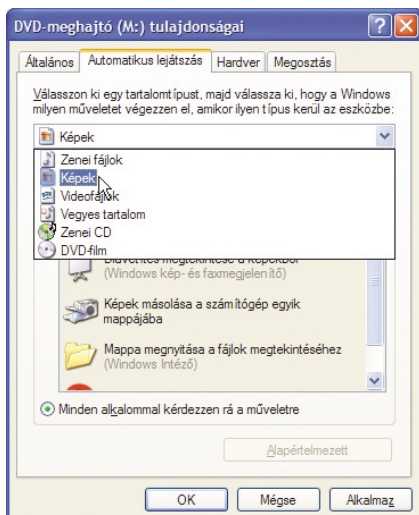 DVD-meghajtó (M:) tulajdonságai
Általános Automatikus lejátszás Hardver Megosztás
Válasszon ki egy tartalomtípust, majd válassza ki, hogy a Windows
milyen műveletet végezzen el, amikor ilyen típus kerül az eszközbe:
Képek
Zenei fájlok
Képek
Videofájlok
Vegyes tartalom
Zenei CD
DVD-film
Diavetítés megtekintése a képekből
(Windows kép- és faxmegjelenítő)
Képek másolása a számítógép egyik
mappájába
Mappa megnyitása a fájlok megtekintéséhez
(Windows Intéző)
Minden alkalommal kérdezzen rá a műveletre
Alapértelmezett
OK Mégse Alkalmaz